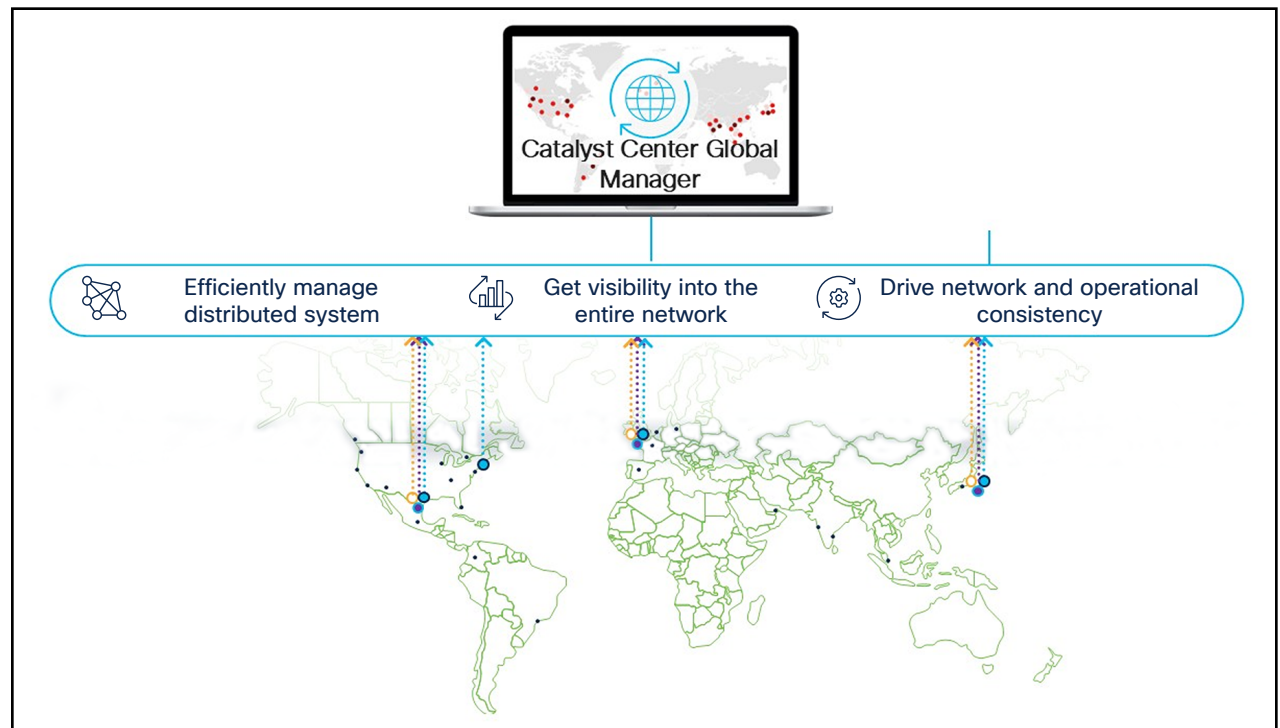 Catalyst Center Global
Manager
Efficiently manage
distributed system
Get visibility into the
entire network
Drive network and operational
consistency